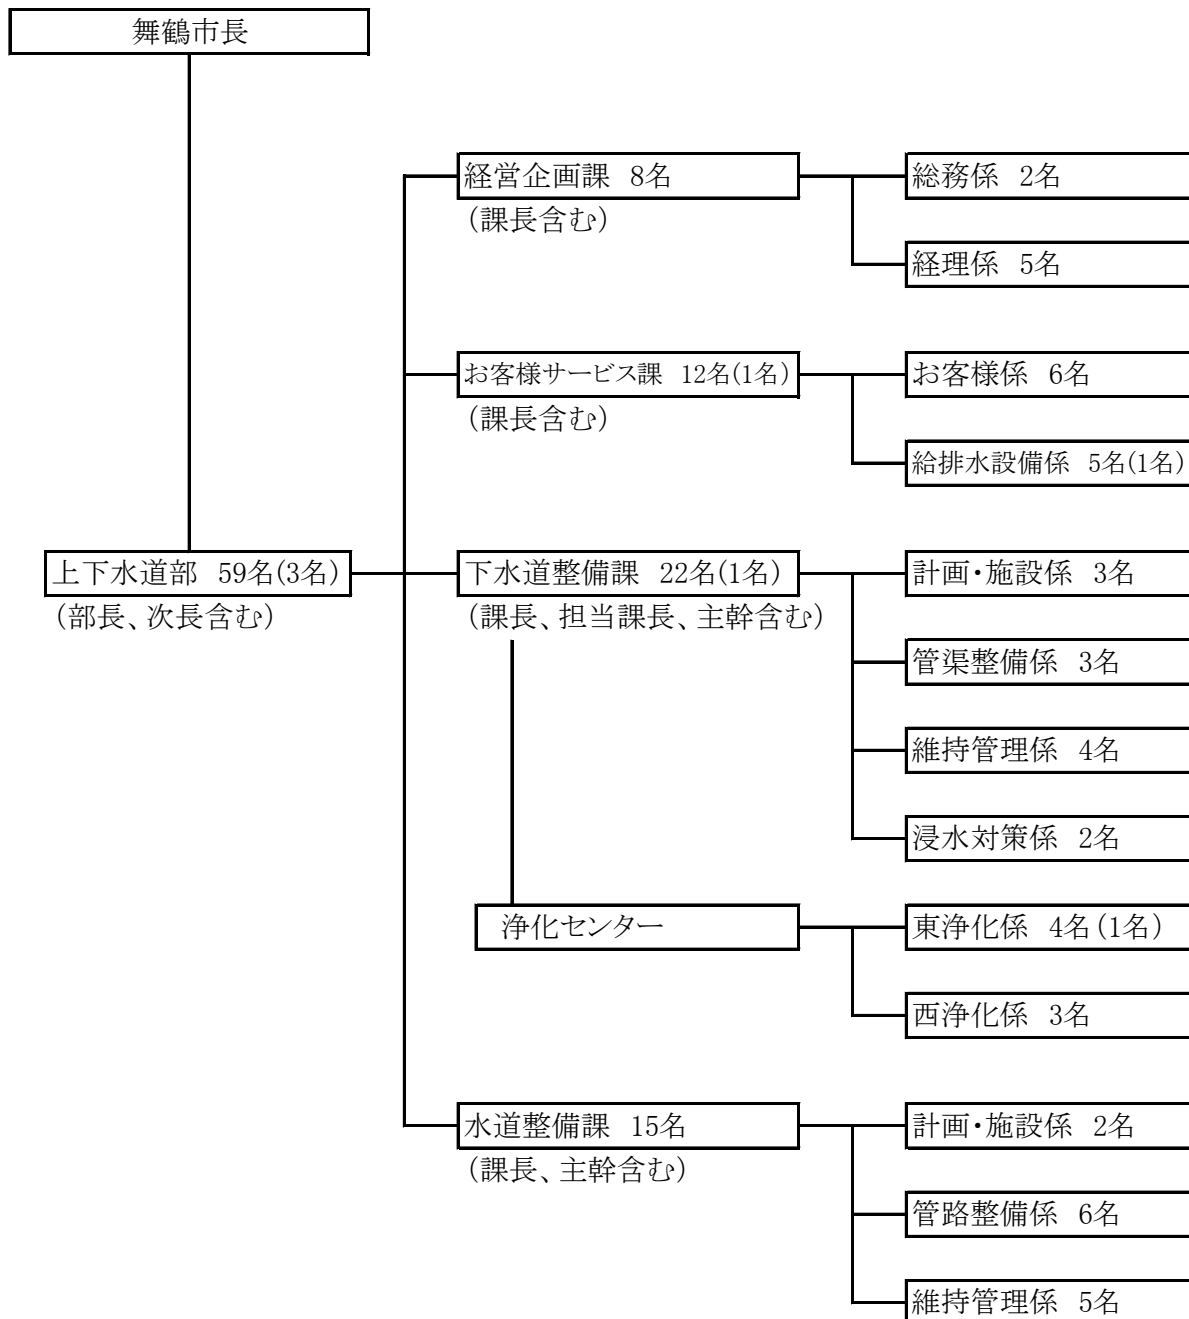 舞鶴市長
経営企画課 8名
(課長含む)
総務係 2名
経理係 5名
お客様サービス課 12名(1名)
(課長含む)
お客様係 6名
給排水設備係 5名(1名)
上下水道部 59名(3名)
(部長、次長含む)
下水道整備課 22名(1名)
(課長、担当課長、主幹含む)
計画・施設係 3名
管渠整備係 3名
維持管理係 4名
浸水対策係 2名
浄化センター
東浄化係 4名(1名)
西浄化係 3名
水道整備課 15名
(課長、主幹含む)
計画・施設係 2名
管路整備係 6名
維持管理係 5名